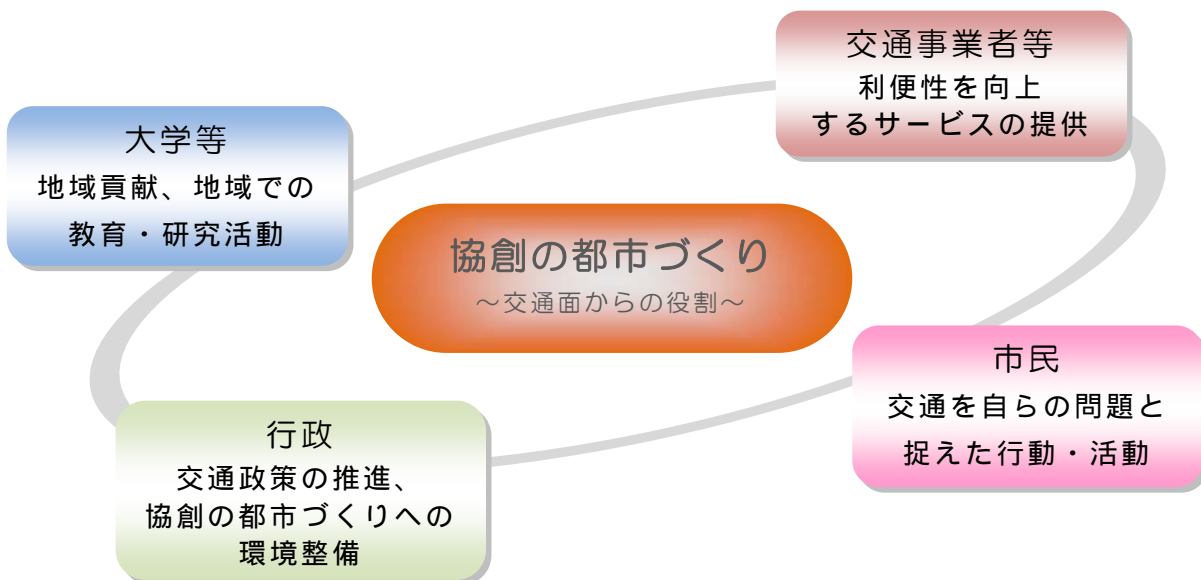 交通事業者等
利便性を向上
するサービスの提供
大学等
地域貢献、地域での
教育・研究活動
協創の都市づくり
～交通面からの役割～
市民
交通を自らの問題と
捉えた行動・活動
行政
交通政策の推進、
協創の都市づくりへの
環境整備